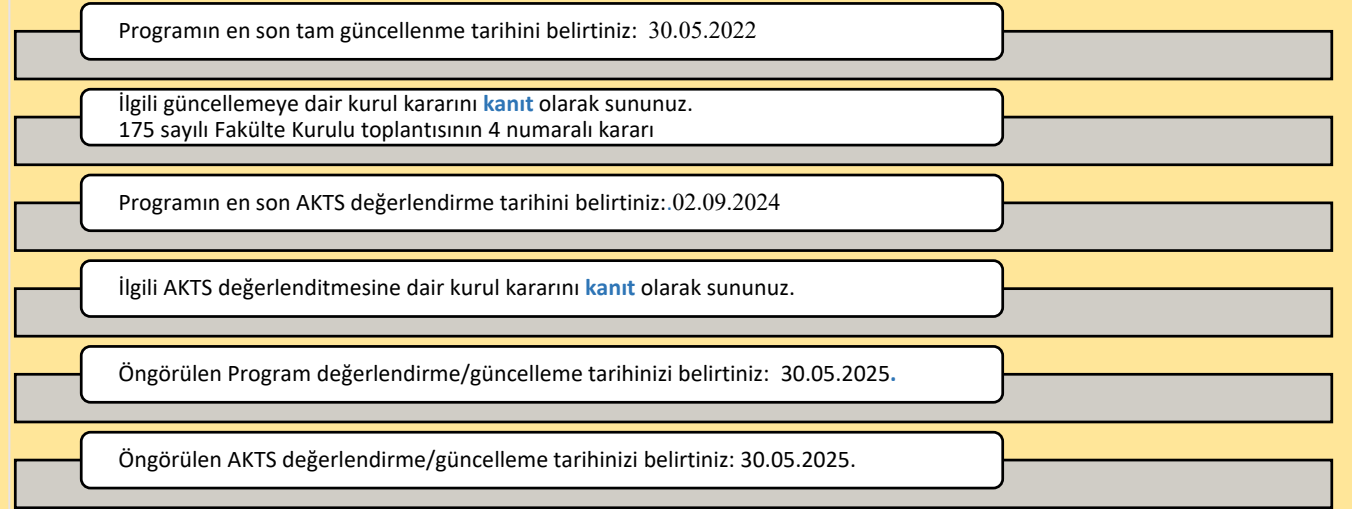 Programın en son tam güncellenme tarihini belirtiniz: 30.05.2022
İlgili güncellemeye dair kurul kararını kanıt olarak sununuz.
175 sayılı Fakülte Kurulu toplantısının 4 numaralı kararı
Programın en son AKTS değerlendirme tarihini belirtiniz:.02.09.2024
İlgili AKTS değerlenditmesine dair kurul kararını kanıt olarak sununuz.
Öngörülen Program değerlendirme/güncelleme tarihinizi belirtiniz: 30.05.2025.
Öngörülen AKTS değerlendirme/güncelleme tarihinizi belirtiniz: 30.05.2025.